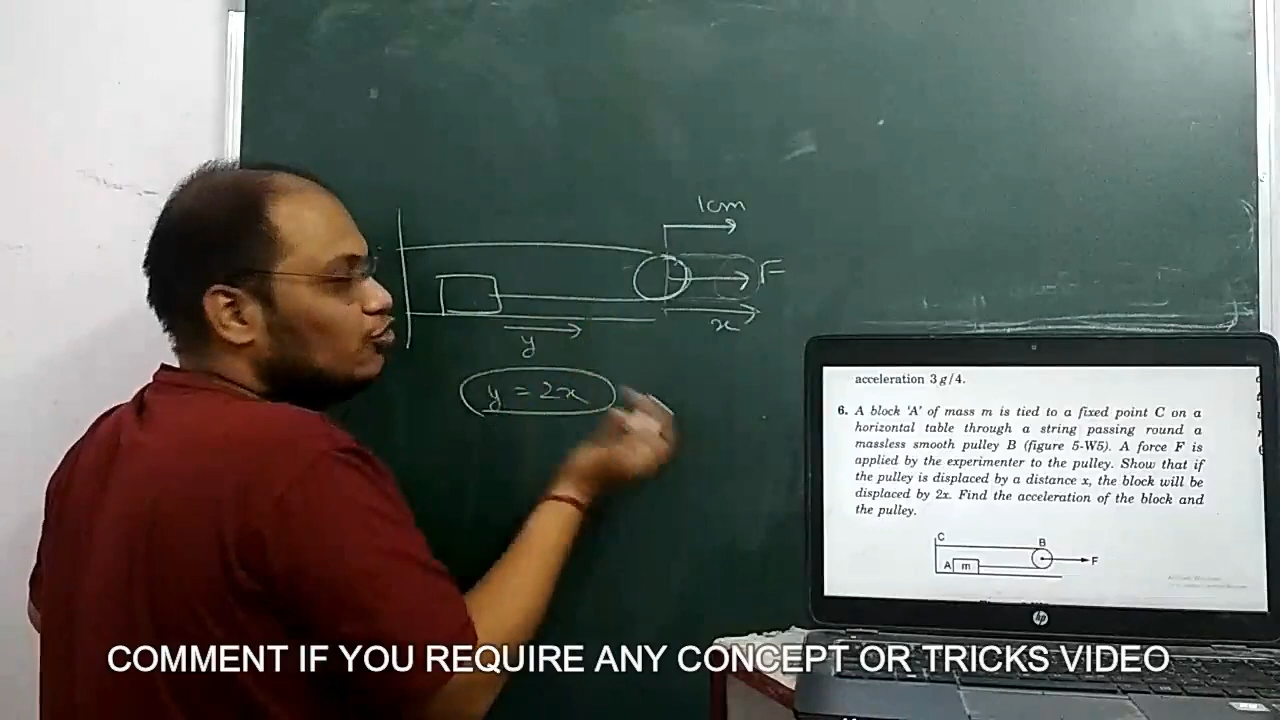 1cm
F
x
y
y = 2x
acceleration 3 g/4.
6. A block 'A' of mass m is tied to a fixed point C on a
horizontal table through a string passing round a
massless smooth pulley B (figure 5-W5). A force F is
applied by the experimenter to the pulley. Show that if
the pulley is displaced by a distance x, the block will be
displaced by 2x. Find the acceleration of the block and
the pulley.
C
B
F
A m
hp
COMMENT IF YOU REQUIRE ANY CONCEPT OR TRICKS VIDEO